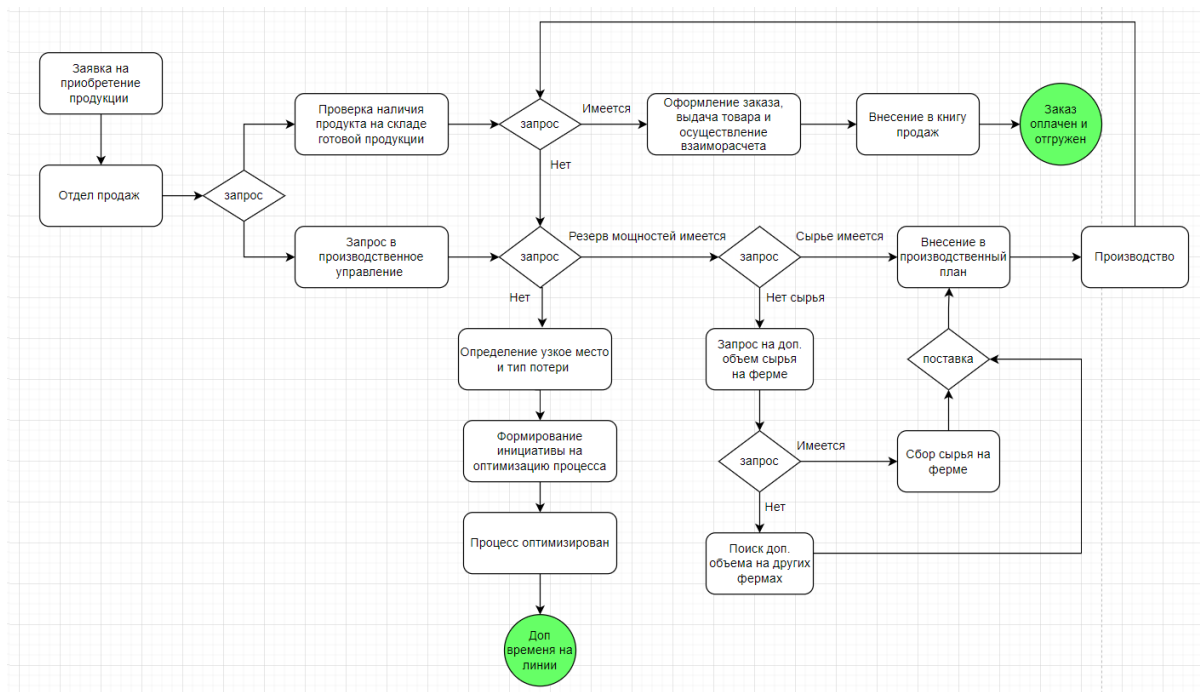 Заявка на
приобретение
продукции
Отдел продаж
запрос
Проверка наличия
продукта на складе
готовой продукции
запрос
Имеется
Оформление заказа,
выдача товара и
осуществление
взаиморасчета
Внесение в книгу
продаж
Заказ
оплачен и
отгружен
Нет
Запрос в
производственное
управление
запрос
Резерв мощностей имеется
запрос
Сырье имеется
Внесение в
производственный
план
Производство
Нет
Нет сырья
Определение узкое место
и тип потери
Запрос на доп.
объем сырья
на ферме
поставка
Формирование
инициативы на
оптимизацию процесса
запрос
Имеется
Сбор сырья на
ферме
Нет
Процесс оптимизирован
Поиск доп.
объема на других
фермах
Доп
временя на
линии